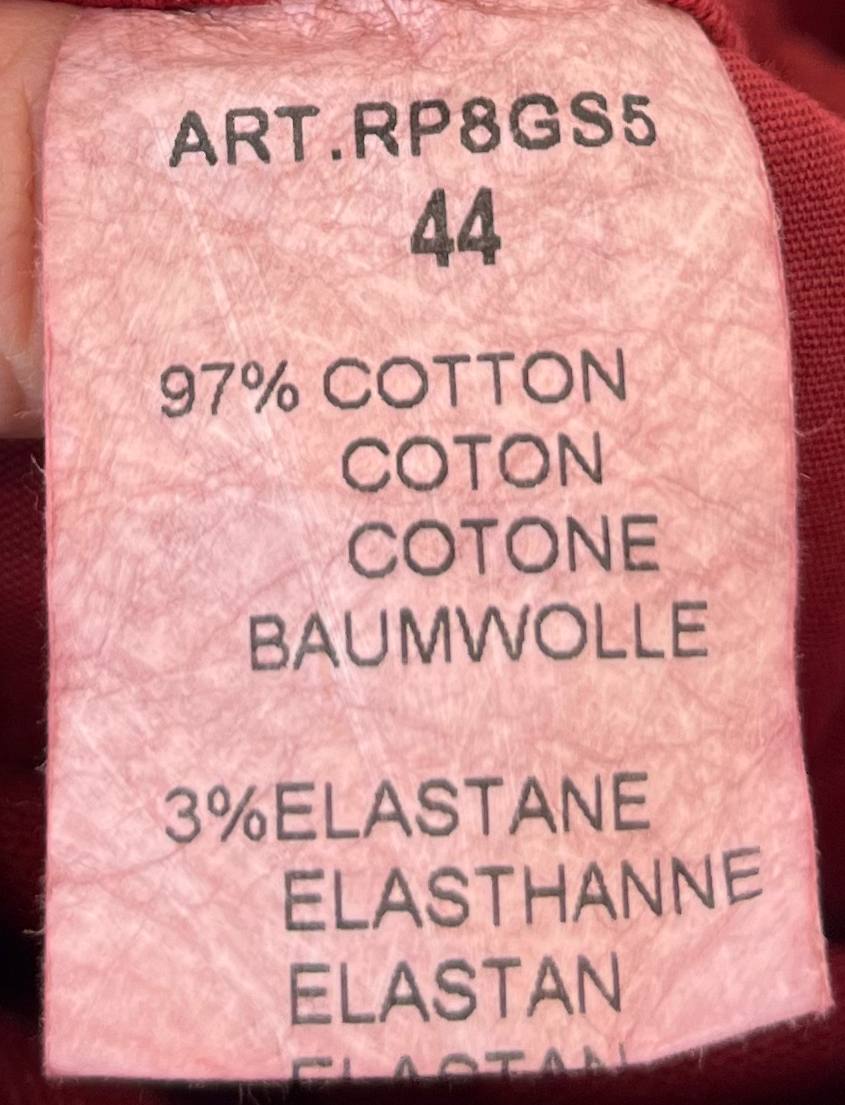 ART.RP8GS5
44
97% COTTON
COTON
COTONE
BAUMWOLLE
3%ELASTANE
ELASTHANNE
ELASTAN